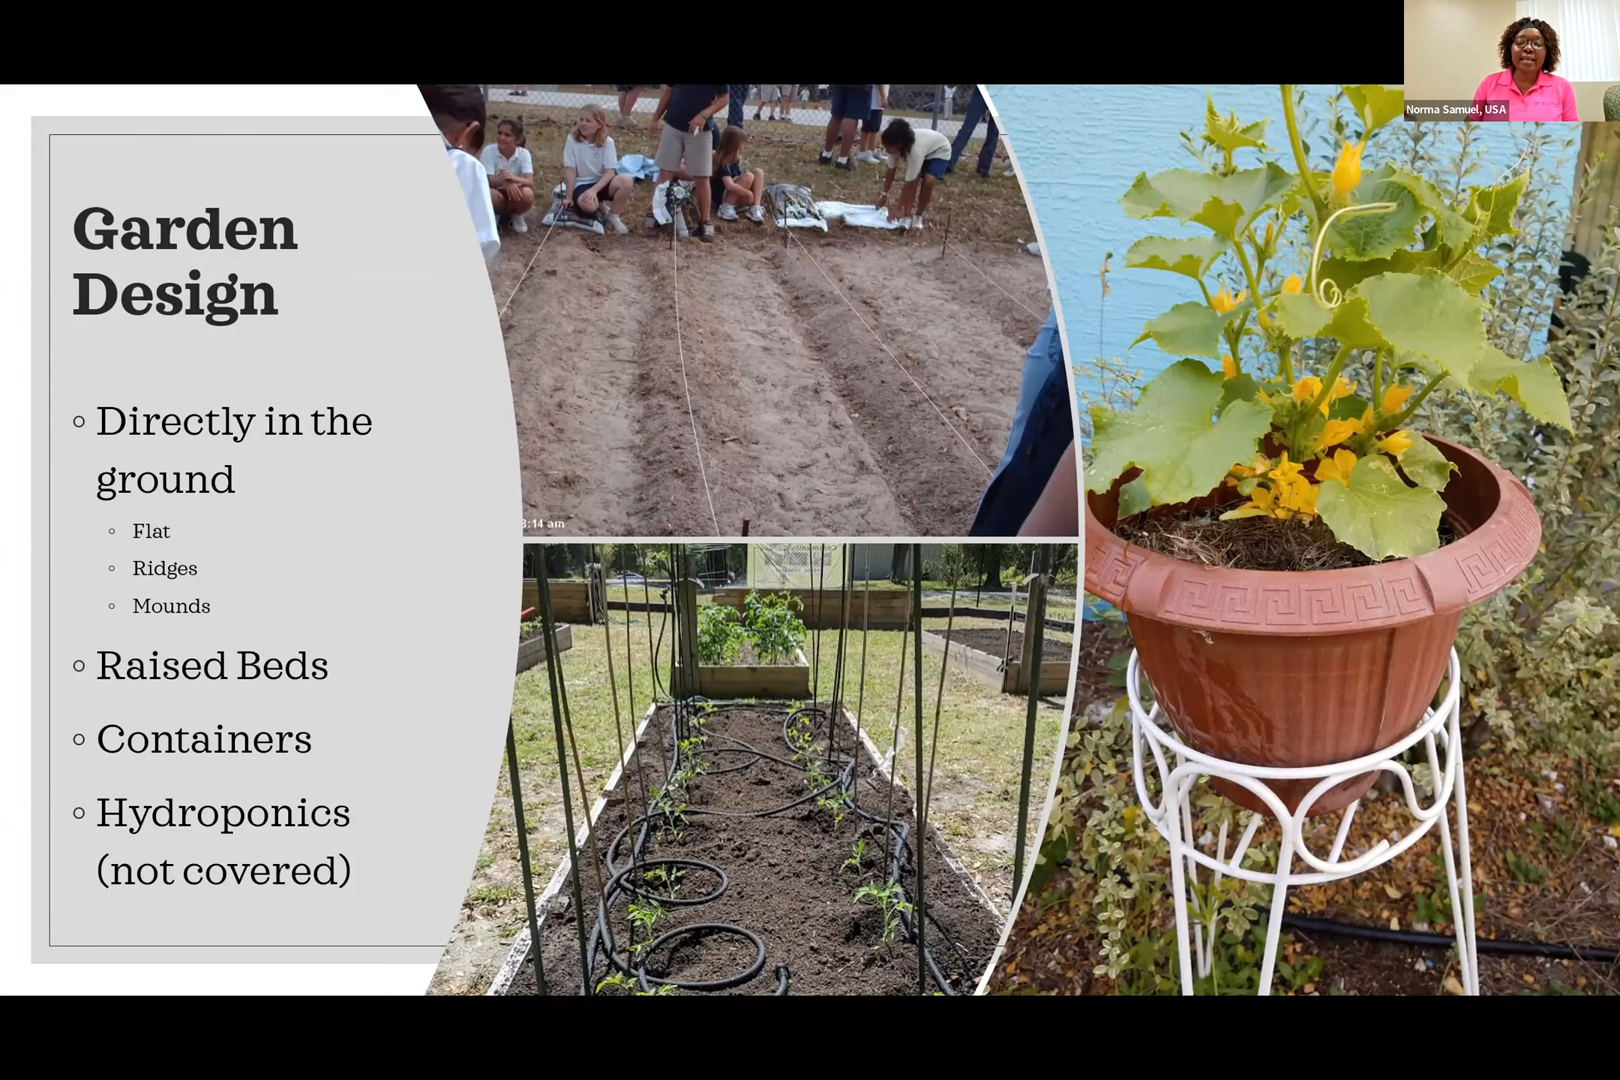 Norma Samuel, USA
Garden
Design
Directly in the
ground
Flat
Ridges
Mounds
Raised Beds
Containers
Hydroponics
(not covered)
:14 am